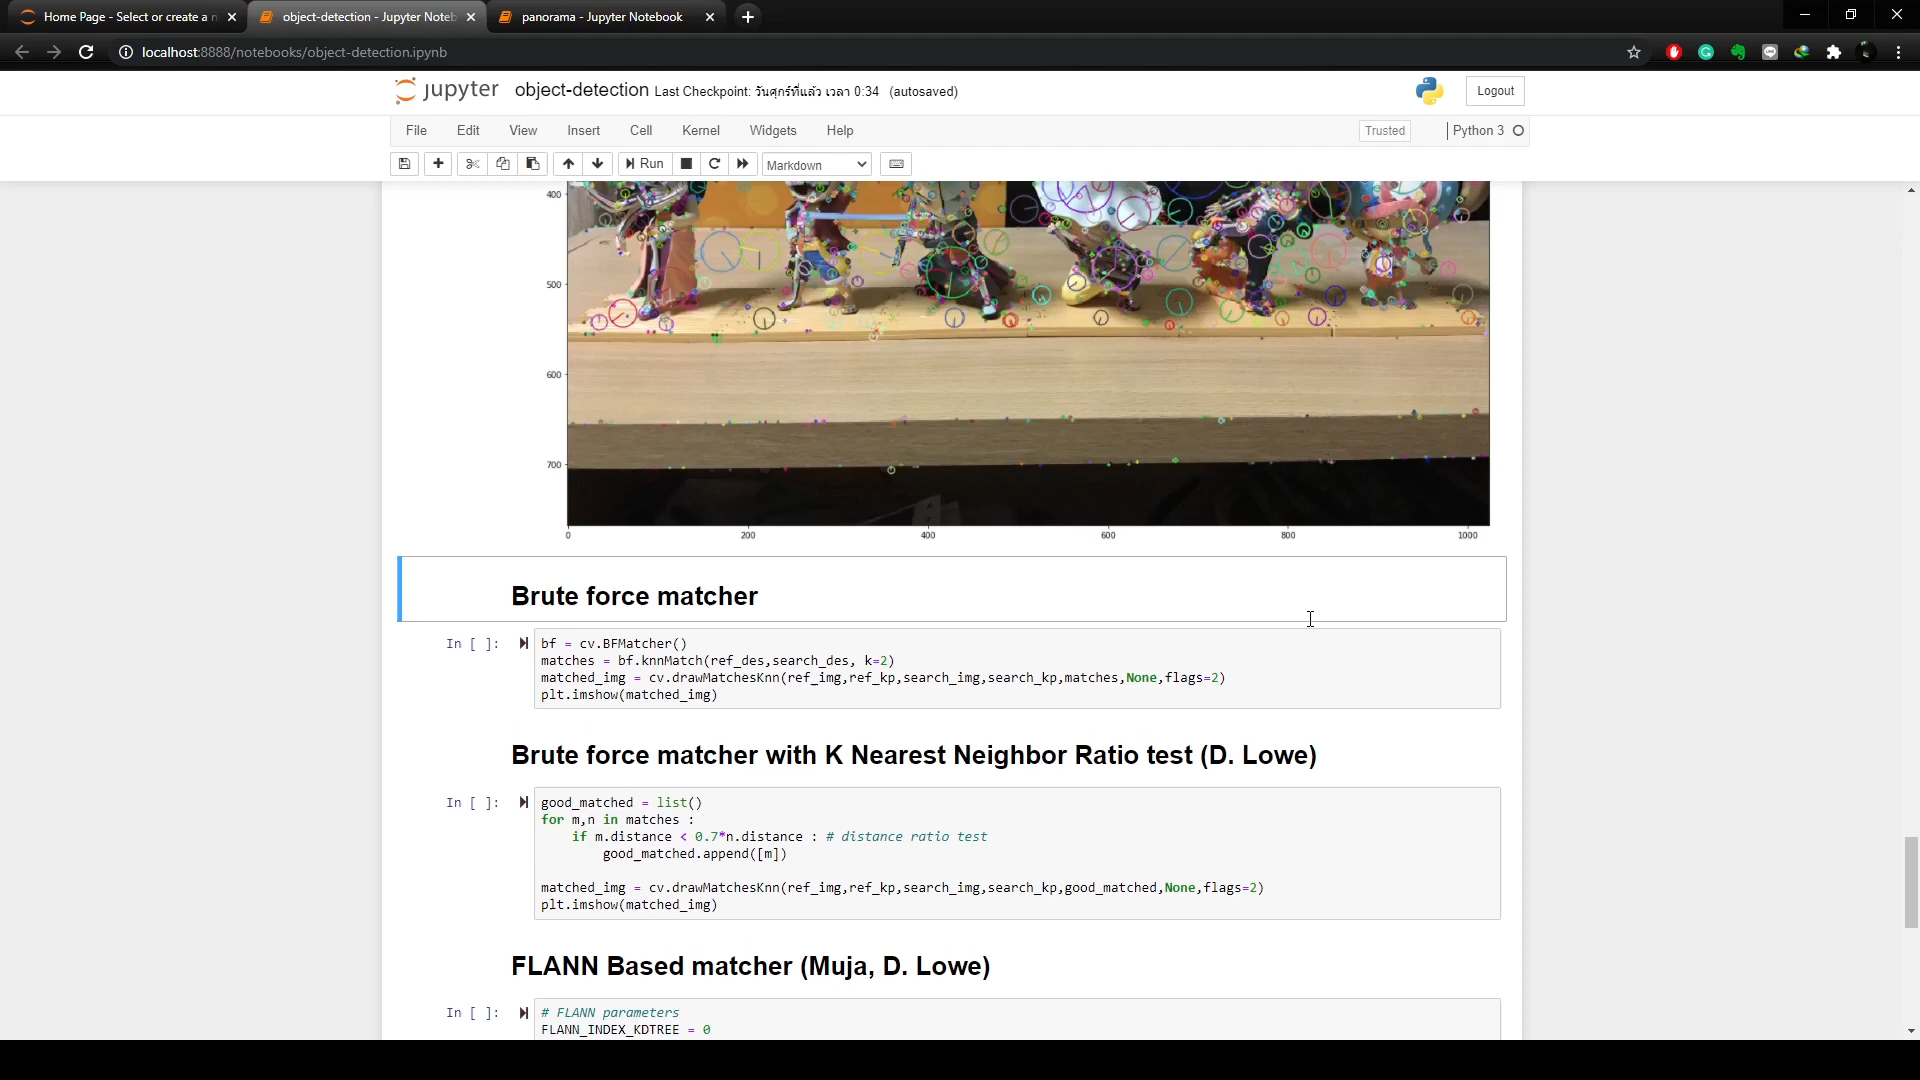 Home Page - Select or create a n
object-detection - Jupyter Noteb
panorama - Jupyter Notebook
localhost:8888/notebooks/object-detection.ipynb
jupyter object-detection Last Checkpoint: วันศุกร์ที่แล้ว เวลา 0:34 (autosaved)
Logout
File Edit View Insert Cell Kernel Widgets Help
Trusted Python 3
Run Markdown
400
500
600
700
0 200 400 600 800 1000
Brute force matcher
In [ ]: bf = cv.BFMatcher()
matches = bf.knnMatch(ref_des,search_des, k=2)
matched_img = cv.drawMatchesKnn(ref_img,ref_kp,search_img,search_kp,matches,None,flags=2)
plt.imshow(matched_img)
Brute force matcher with K Nearest Neighbor Ratio test (D. Lowe)
In [ ]: good_matched = list()
for m,n in matches :
if m.distance < 0.7*n.distance : # distance ratio test
good_matched.append([m])
matched_img = cv.drawMatchesKnn(ref_img,ref_kp,search_img,search_kp,good_matched,None,flags=2)
plt.imshow(matched_img)
FLANN Based matcher (Muja, D. Lowe)
In [ ]: # FLANN parameters
FLANN_INDEX_KDTREE = 0